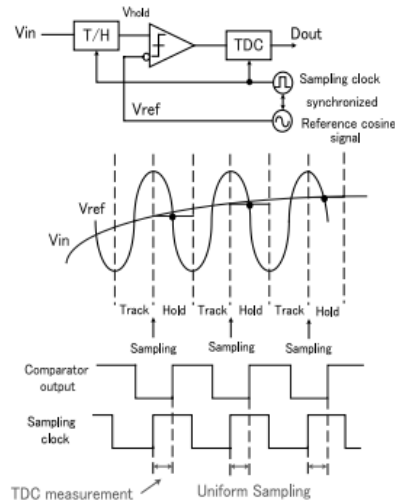 Vin
T/H
Vhold
TDC
Dout
Sampling clock
synchronized
Vref
Reference cosine
signal
Vref
Vin
Track Hold Track Hold Track Hold
Sampling Sampling Sampling
Comparator
output
Sampling
clock
TDC measurement
Uniform Sampling